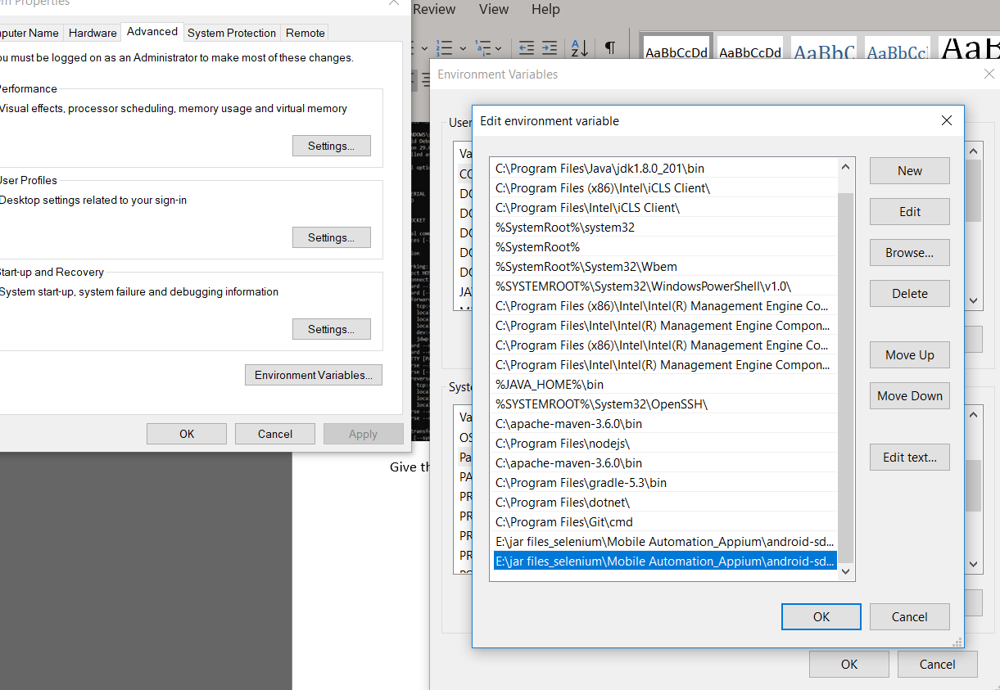 Properties
Review View Help
Computer Name Hardware Advanced System Protection Remote
You must be logged on as an Administrator to make most of these changes.
Performance
Visual effects, processor scheduling, memory usage and virtual memory
Settings...
User Profiles
Desktop settings related to your sign-in
Settings...
Start-up and Recovery
System start-up, system failure and debugging information
Settings...
Environment Variables...
OK Cancel Apply
AaBbCcDd AaBbCcDd AaBbC AaBbCc AaB
Give th
Environment Variables
User
Va
CO
DO
DO
DO
DO
DO
JA
Syste
Va
OS
Pa
PA
PR
PR
PR
PR
OK Cancel
Edit environment variable
C:\Program Files\Java\jdk1.8.0_201\bin
C:\Program Files (x86)\Intel\iCLS Client\
C:\Program Files\Intel\iCLS Client\
%SystemRoot%\system32
%SystemRoot%
%SystemRoot%\System32\Wbem
%SYSTEMROOT%\System32\WindowsPowerShell\v1.0\
C:\Program Files (x86)\Intel\Intel(R) Management Engine Co...
C:\Program Files\Intel\Intel(R) Management Engine Compon...
C:\Program Files (x86)\Intel\Intel(R) Management Engine Co...
C:\Program Files\Intel\Intel(R) Management Engine Compon...
%JAVA_HOME%\bin
%SYSTEMROOT%\System32\OpenSSH\
C:\apache-maven-3.6.0\bin
C:\Program Files\nodejs\
C:\apache-maven-3.6.0\bin
C:\Program Files\gradle-5.3\bin
C:\Program Files\dotnet\
C:\Program Files\Git\cmd
E:\jar files_selenium\Mobile Automation_Appium\android-sd...
E:\jar files_selenium\Mobile Automation_Appium\android-sd...
New
Edit
Browse...
Delete
Move Up
Move Down
Edit text...
OK Cancel